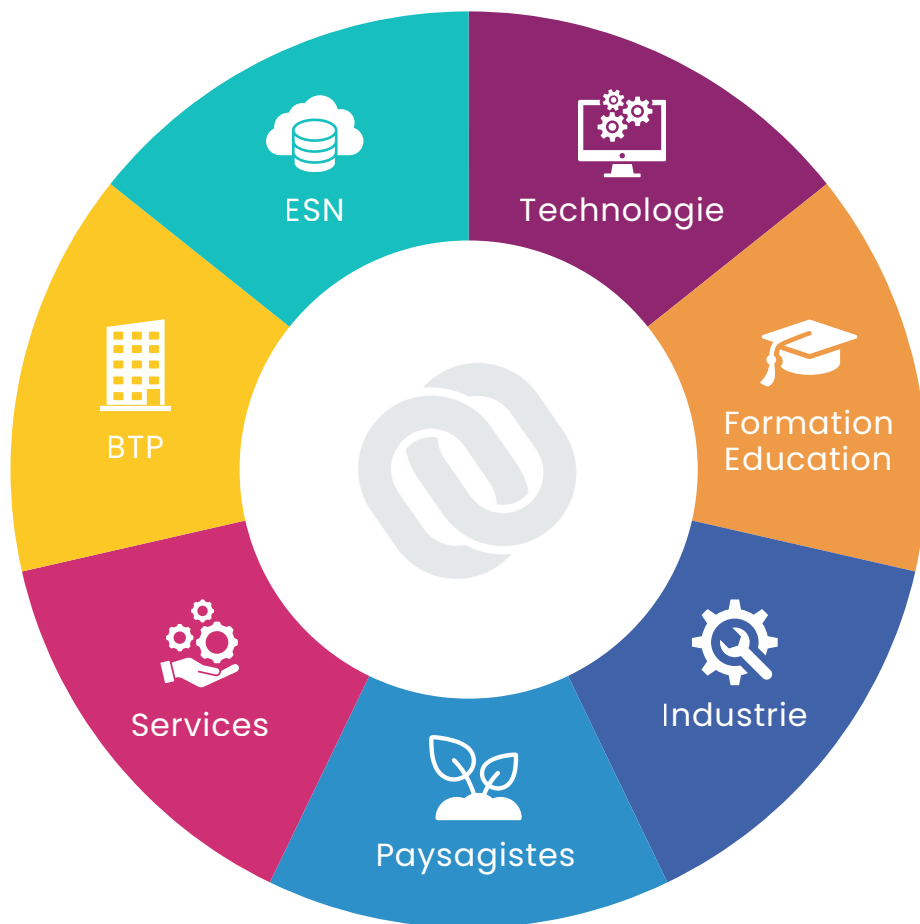 ESN
Technologie
Formation
Education
BTP
Industrie
Services
Paysagistes